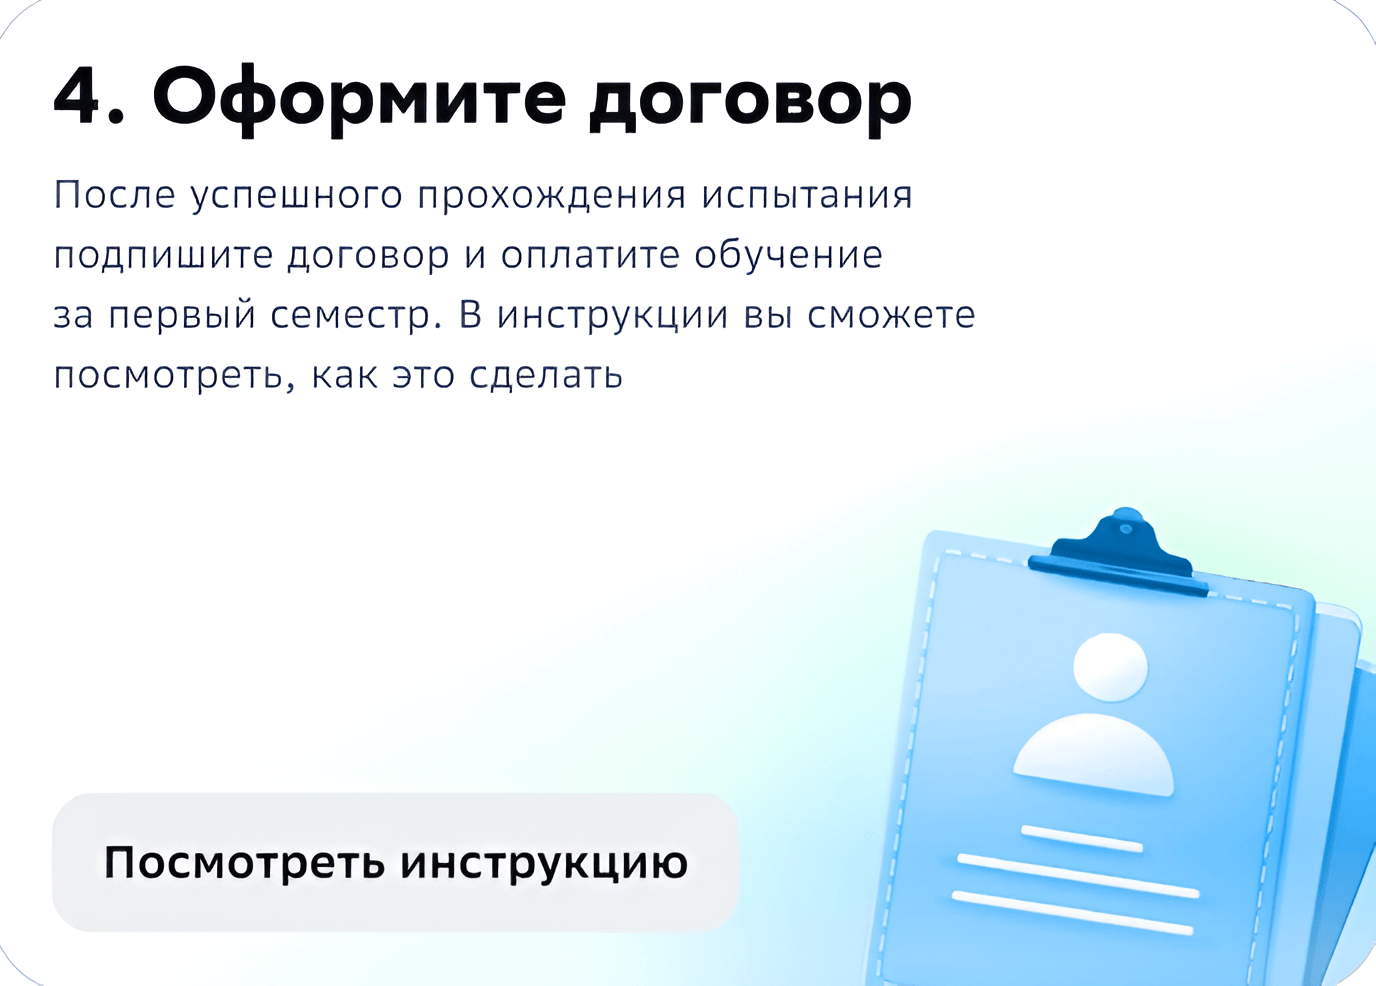 4. Оформите договор
После успешного прохождения испытания
подпишите договор и оплатите обучение
за первый семестр. В инструкции вы сможете
посмотреть, как это сделать
Посмотреть инструкцию